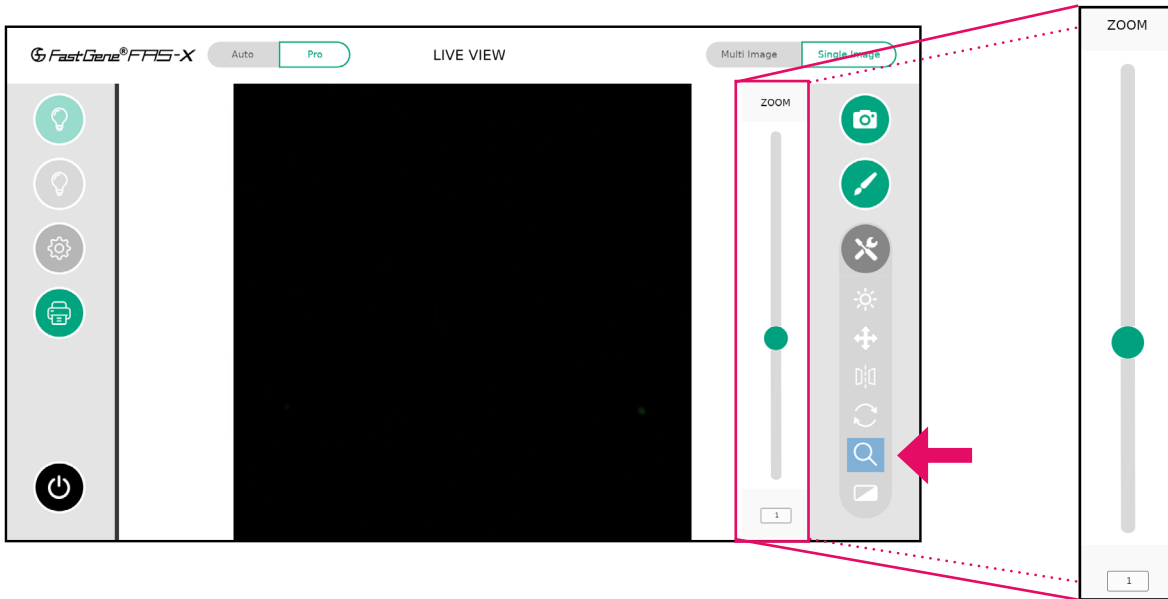 FastGene® FAS-X
Auto
Pro
LIVE VIEW
Multi Image
Single Image
ZOOM
1
ZOOM
1